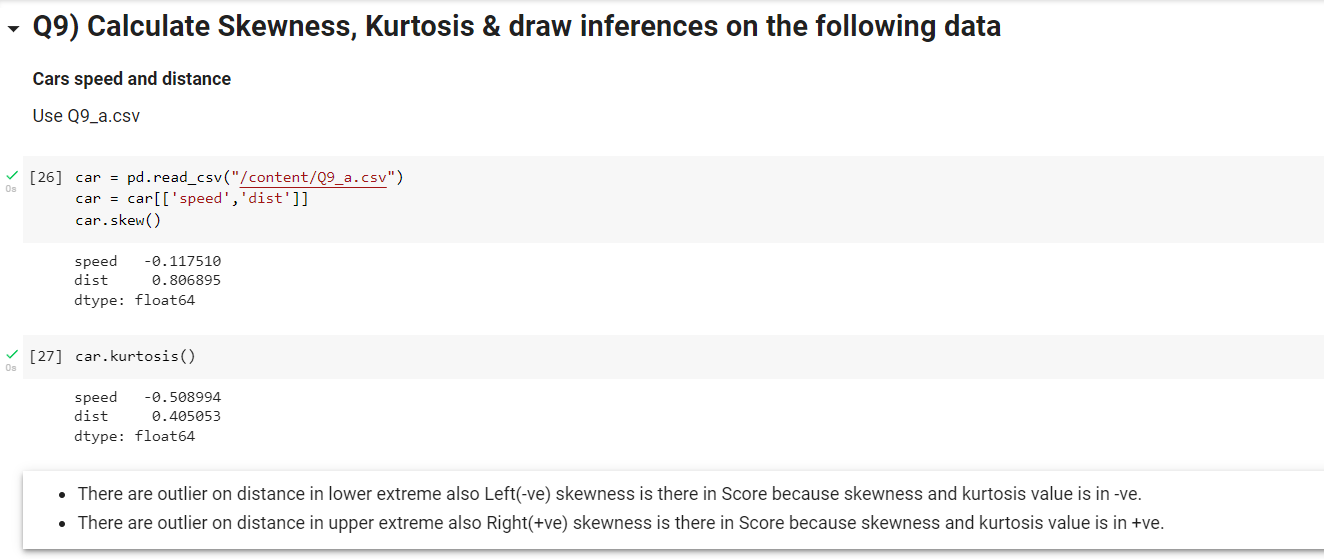 Q9) Calculate Skewness, Kurtosis & draw inferences on the following data
Cars speed and distance
Use Q9_a.csv
[26] car = pd.read_csv("/content/Q9_a.csv")
car = car[['speed','dist']]
car.skew()
0s
speed -0.117510
dist 0.806895
dtype: float64
[27] car.kurtosis()
0s
speed -0.508994
dist 0.405053
dtype: float64
• There are outlier on distance in lower extreme also Left(-ve) skewness is there in Score because skewness and kurtosis value is in -ve.
• There are outlier on distance in upper extreme also Right(+ve) skewness is there in Score because skewness and kurtosis value is in +ve.